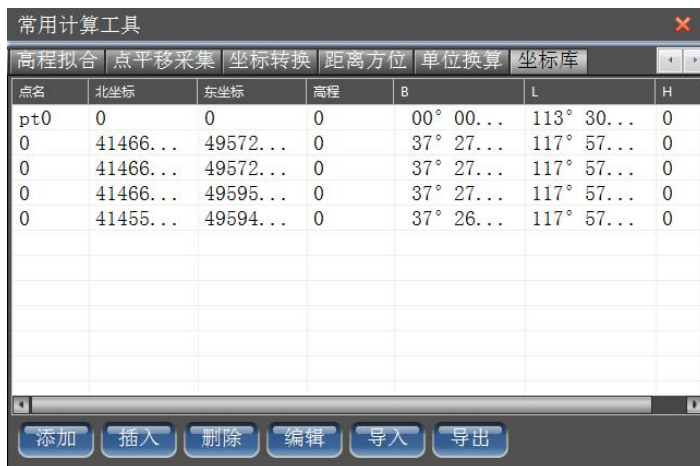 常用计算工具
高程拟合 点平移采集 坐标转换 距离方位 单位换算 坐标库
点名 北坐标 东坐标 高程 B L H
pt0 0 0 0 00° 00... 113° 30... 0
0 41466... 49572... 0 37° 27... 117° 57... 0
0 41466... 49572... 0 37° 27... 117° 57... 0
0 41466... 49595... 0 37° 27... 117° 57... 0
0 41455... 49594... 0 37° 26... 117° 57... 0
添加 插入 删除 编辑 导入 导出